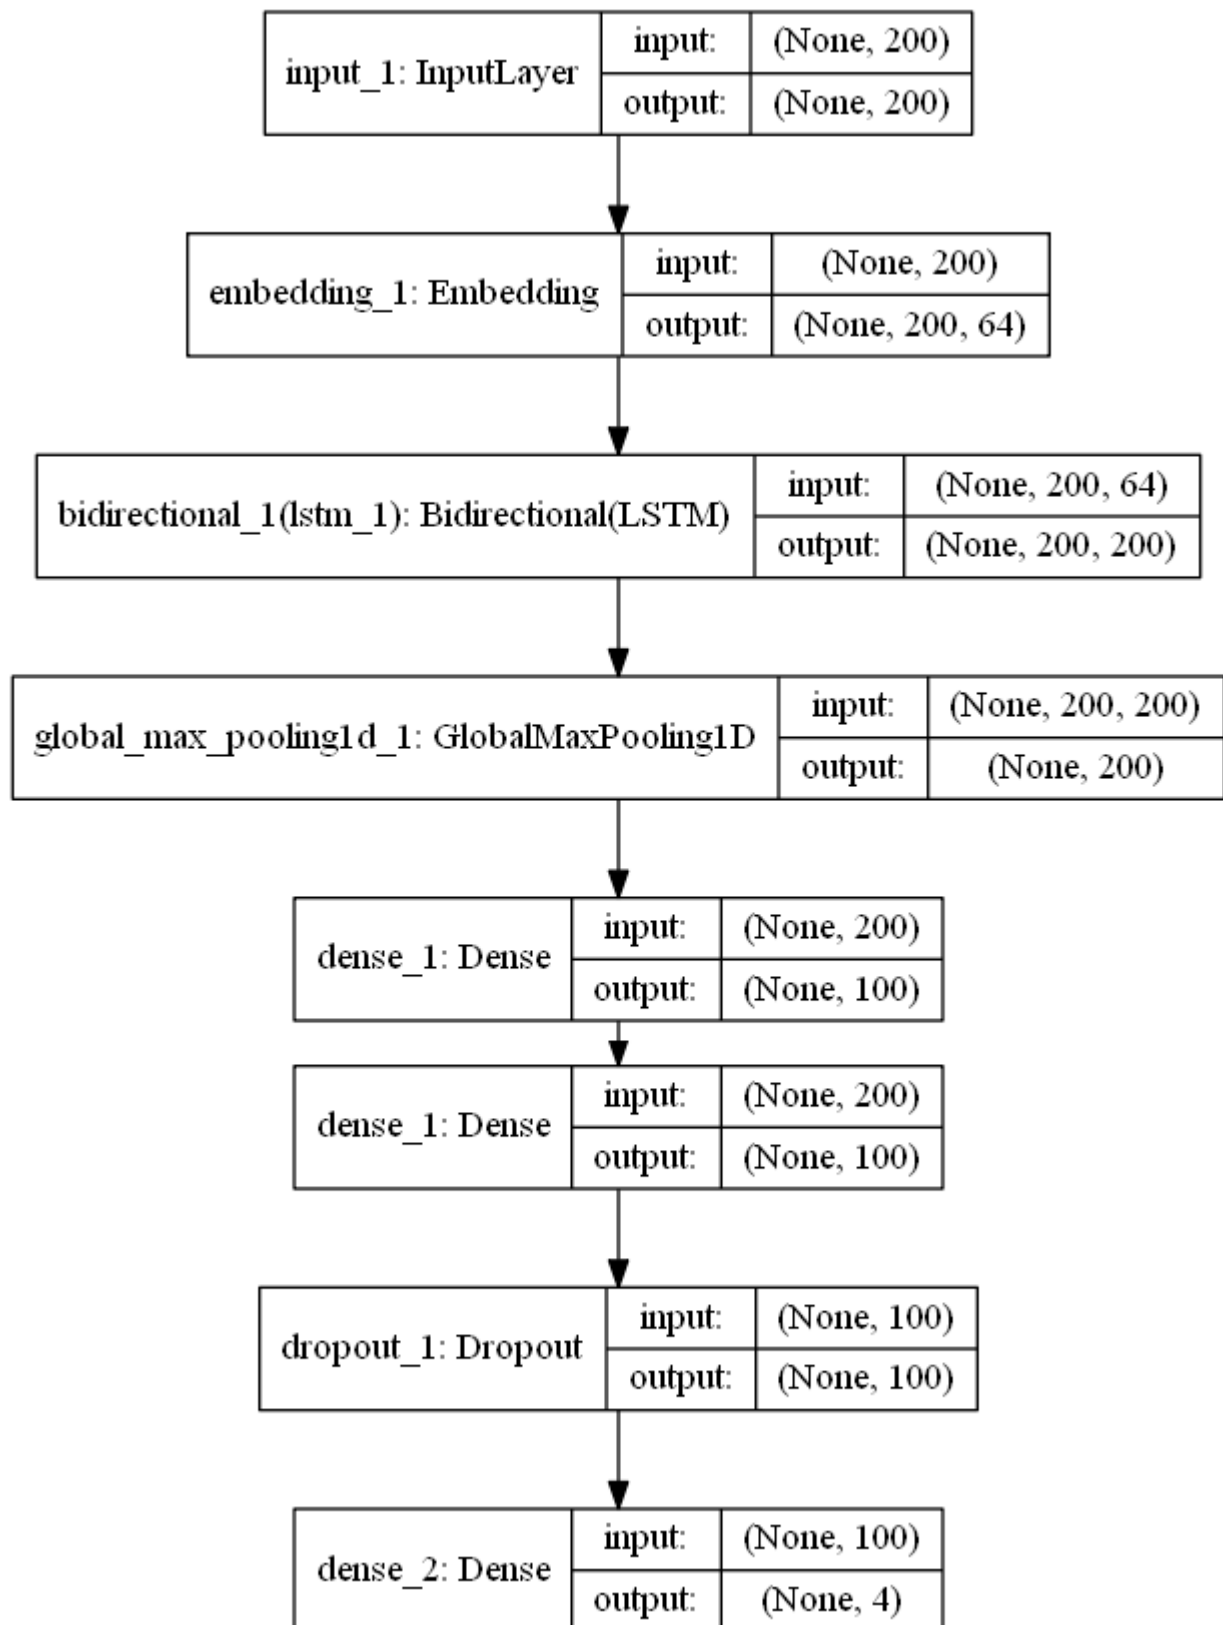 input_1: InputLayer
input: (None, 200)
output: (None, 200)
embedding_1: Embedding
input: (None, 200)
output: (None, 200, 64)
bidirectional_1(lstm_1): Bidirectional(LSTM)
input: (None, 200, 64)
output: (None, 200, 200)
global_max_pooling1d_1: GlobalMaxPooling1D
input: (None, 200, 200)
output: (None, 200)
dense_1: Dense
input: (None, 200)
output: (None, 100)
dense_1: Dense
input: (None, 200)
output: (None, 100)
dropout_1: Dropout
input: (None, 100)
output: (None, 100)
dense_2: Dense
input: (None, 100)
output: (None, 4)